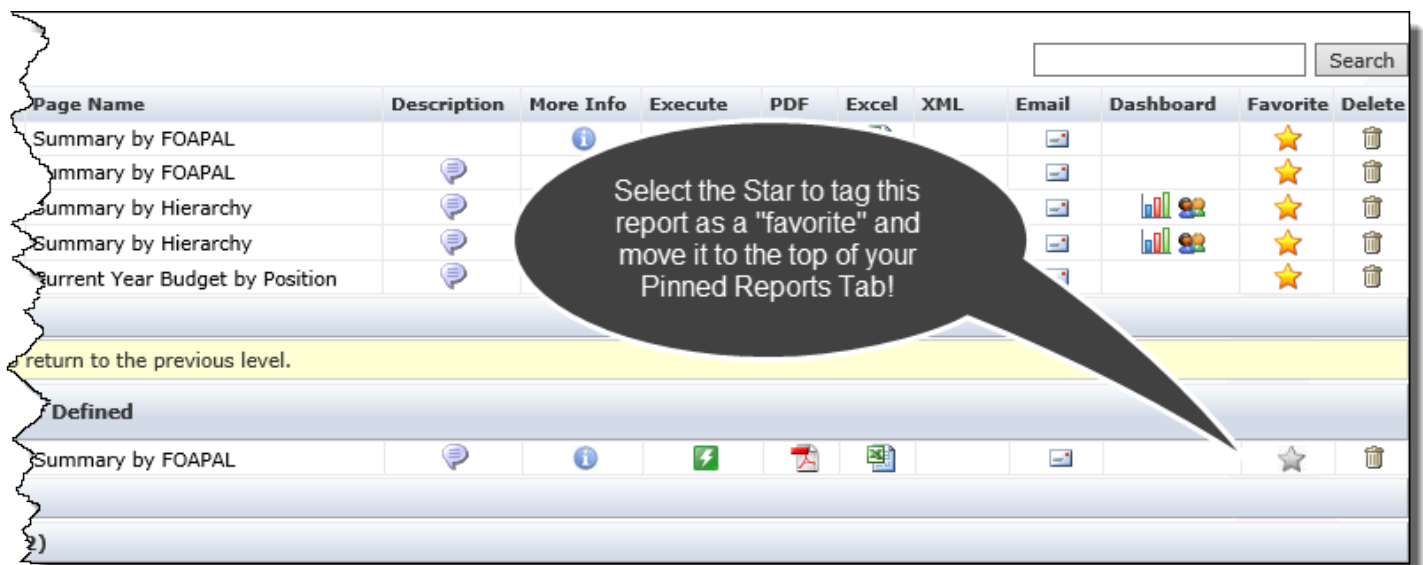 Search
Page Name Description More Info Execute PDF Excel XML Email Dashboard Favorite Delete
Summary by FOAPAL
Summary by FOAPAL
Summary by Hierarchy
Summary by Hierarchy
Current Year Budget by Position
Select the Star to tag this
report as a "favorite" and
move it to the top of your
Pinned Reports Tab!
return to the previous level.
Defined
Summary by FOAPAL
2)